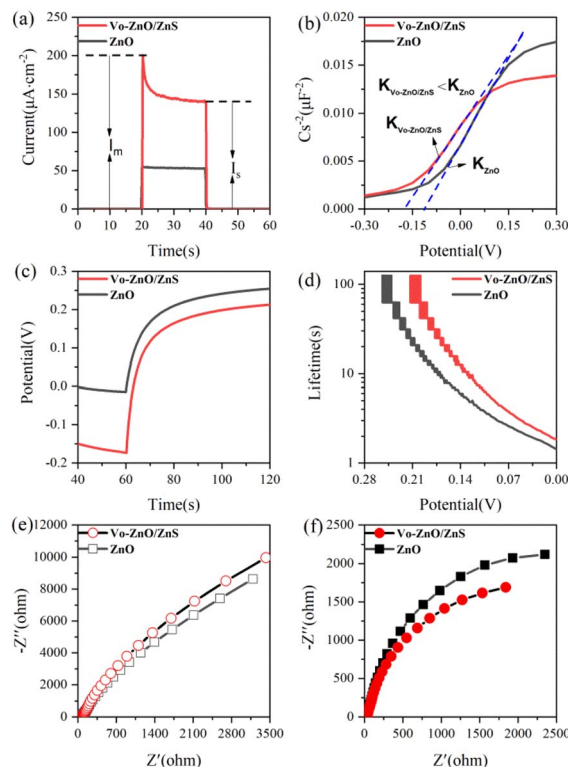 (a)
Vo-ZnO/ZnS
ZnO
Current(μA·cm⁻²)
250
200
150
100
50
0
I_m
I_s
0 10 20 30 40 50 60
Time(s)
(b)
Vo-ZnO/ZnS
ZnO
Cs⁻²(μF⁻²)
0.020
0.015
0.010
0.005
0.000
K_Vo-ZnO/ZnS < K_ZnO
K_Vo-ZnO/ZnS
K_ZnO
-0.30 -0.15 0.00 0.15 0.30
Potential(V)
(c)
Vo-ZnO/ZnS
ZnO
Potential(V)
0.3
0.2
0.1
0.0
-0.1
-0.2
40 60 80 100 120
Time(s)
(d)
Vo-ZnO/ZnS
ZnO
Lifetime(s)
100
10
1
0.28 0.21 0.14 0.07 0.00
Potential(V)
(e)
Vo-ZnO/ZnS
ZnO
-Z''(ohm)
12000
10000
8000
6000
4000
2000
0
0 700 1400 2100 2800 3500
Z'(ohm)
(f)
Vo-ZnO/ZnS
ZnO
-Z''(ohm)
2500
2000
1500
1000
500
0
0 500 1000 1500 2000 2500
Z'(ohm)